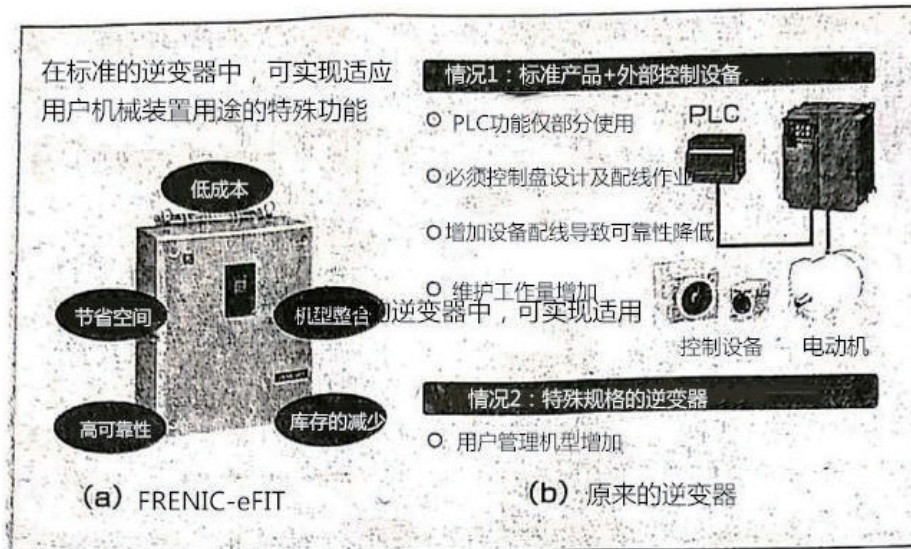 在标准的逆变器中，可实现适应
用户机械装置用途的特殊功能
低成本
节省空间
机型整合
高可靠性
库存的减少
(a) FRENIC-eFIT
情况1：标准产品+外部控制设备
PLC功能仅部分使用
必须控制盘设计及配线作业
增加设备配线导致可靠性降低
维护工作量增加
的逆变器中，可实现适用
PLC
控制设备
电动机
情况2：特殊规格的逆变器
用户管理机型增加
(b) 原来的逆变器